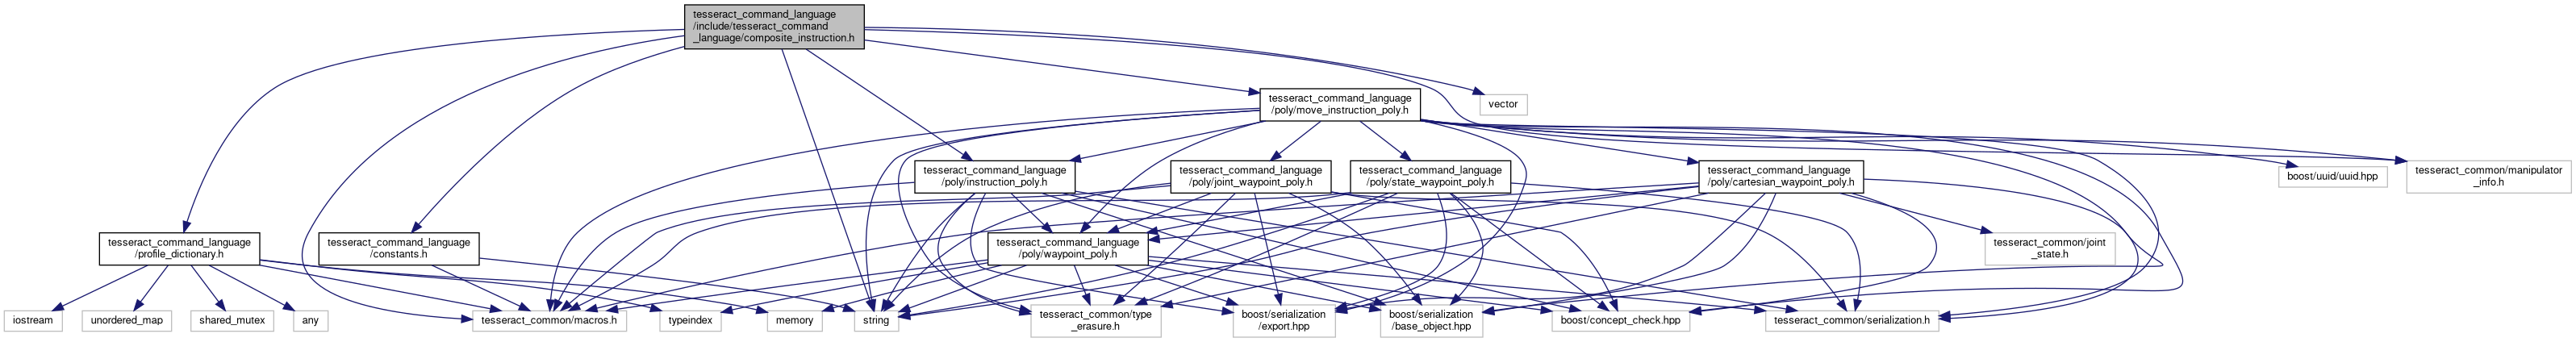 tesseract_command_language
/include/tesseract_command
_language/composite_instruction.h
tesseract_command_language
/poly/move_instruction_poly.h
vector
tesseract_command_language
/poly/instruction_poly.h
tesseract_command_language
/poly/joint_waypoint_poly.h
tesseract_command_language
/poly/state_waypoint_poly.h
tesseract_command_language
/poly/cartesian_waypoint_poly.h
boost/uuid/uuid.hpp
tesseract_common/manipulator
_info.h
tesseract_command_language
/profile_dictionary.h
tesseract_command_language
/constants.h
tesseract_command_language
/poly/waypoint_poly.h
tesseract_common/joint
_state.h
iostream
unordered_map
shared_mutex
any
tesseract_common/macros.h
typeindex
memory
string
tesseract_common/type
_erasure.h
boost/serialization
/export.hpp
boost/serialization
/base_object.hpp
boost/concept_check.hpp
tesseract_common/serialization.h